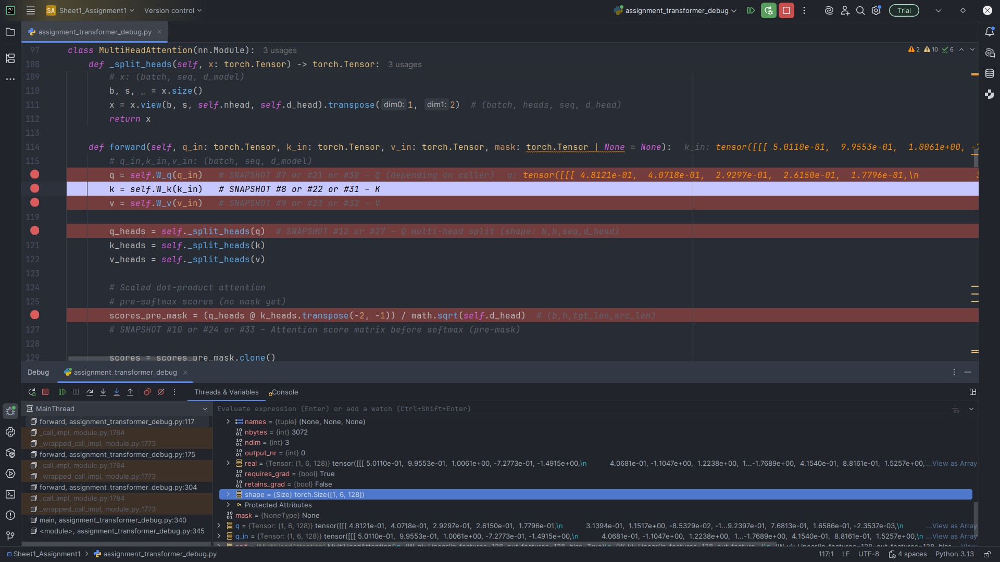 SA Sheet1_Assignment1 Version control assignment_transformer_debug Trial
assignment_transformer_debug.py
97 class MultiHeadAttention(nn.Module): 3 usages 2 10 6
108 def _split_heads(self, x: torch.Tensor) -> torch.Tensor: 3 usages
109 # x: (batch, seq, d_model)
110 b, s, _ = x.size()
111 x = x.view(b, s, self.nhead, self.d_head).transpose( dim0: 1, dim1: 2) # (batch, heads, seq, d_head)
112 return x
113
114 def forward(self, q_in: torch.Tensor, k_in: torch.Tensor, v_in: torch.Tensor, mask: torch.Tensor | None = None): k_in: tensor([[[ 5.0110e-01, 9.9553e-01, 1.0061e+00,
115 # q_in,k_in,v_in: (batch, seq, d_model)
q = self.W_q(q_in) # SNAPSHOT #7 or #21 or #30 – Q (depending on caller) q: tensor([[[ 4.8121e-01, 4.0718e-01, 2.9297e-01, 2.6150e-01, 1.7796e-01,\n
k = self.W_k(k_in) # SNAPSHOT #8 or #22 or #31 – K
v = self.W_v(v_in) # SNAPSHOT #9 or #23 or #32 – V
119
q_heads = self._split_heads(q) # SNAPSHOT #12 or #27 – Q multi-head split (shape: b,h,seq,d_head)
121 k_heads = self._split_heads(k)
122 v_heads = self._split_heads(v)
123
124 # Scaled dot-product attention
125 # pre-softmax scores (no mask yet)
scores_pre_mask = (q_heads @ k_heads.transpose(-2, -1)) / math.sqrt(self.d_head) # (b,h,tgt_len,src_len)
127 # SNAPSHOT #10 or #24 or #33 – Attention score matrix before softmax (pre-mask)
128
129 scores = scores_pre_mask.clone()
Debug assignment_transformer_debug
Threads & Variables Console
MainThread
forward, assignment_transformer_debug.py:117
_call_impl, module.py:1784
_wrapped_call_impl, module.py:1773
forward, assignment_transformer_debug.py:175
_call_impl, module.py:1784
_wrapped_call_impl, module.py:1773
forward, assignment_transformer_debug.py:304
_call_impl, module.py:1784
_wrapped_call_impl, module.py:1773
main, assignment_transformer_debug.py:340
<module>, assignment_transformer_debug.py:345
Evaluate expression (Enter) or add a watch (Ctrl+Shift+Enter)
names = {tuple} (None, None, None)
nbytes = {int} 3072
ndim = {int} 3
output_nr = {int} 0
real = {Tensor: (1, 6, 128)} tensor([[[ 5.0110e-01, 9.9553e-01, 1.0061e+00, -7.2773e-01, -1.4915e+00,\n 4.0681e-01, -1.1047e+00, 1.2238e+00, 1...-1.7689e+00, 4.1540e-01, 8.8161e-01, 1.5257e+00, ...View as Array
requires_grad = {bool} True
retains_grad = {bool} False
shape = {Size} torch.Size([1, 6, 128])
Protected Attributes
mask = {NoneType} None
q = {Tensor: (1, 6, 128)} tensor([[[ 4.8121e-01, 4.0718e-01, 2.9297e-01, 2.6150e-01, 1.7796e-01,\n 3.1394e-01, 1.1517e+00, -8.5329e-02, -1...9.2397e-01, 7.6813e-01, 1.6586e-01, -2.3537e-03,\n ...View as Array
q_in = {Tensor: (1, 6, 128)} tensor([[[ 5.0110e-01, 9.9553e-01, 1.0061e+00, -7.2773e-01, -1.4915e+00,\n 4.0681e-01, -1.1047e+00, 1.2238e+00, 1...-1.7689e+00, 4.1540e-01, 8.8161e-01, 1.5257e+00,\n ...View as Array
Sheet1_Assignment1 assignment_transformer_debug.py 117:1 LF UTF-8 4 spaces Python 3.13